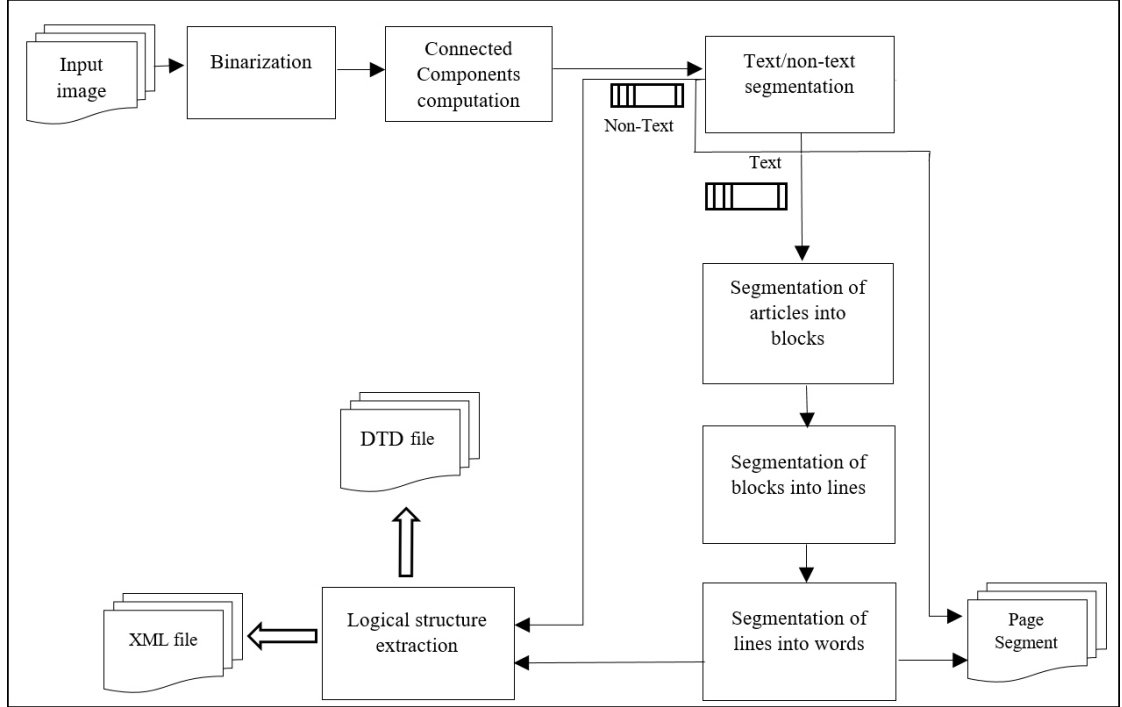 Input
image
Binarization
Connected
Components
computation
Text/non-text
segmentation
Non-Text
Text
Segmentation of
articles into
blocks
DTD file
Segmentation of
blocks into lines
XML file
Logical structure
extraction
Segmentation of
lines into words
Page
Segment